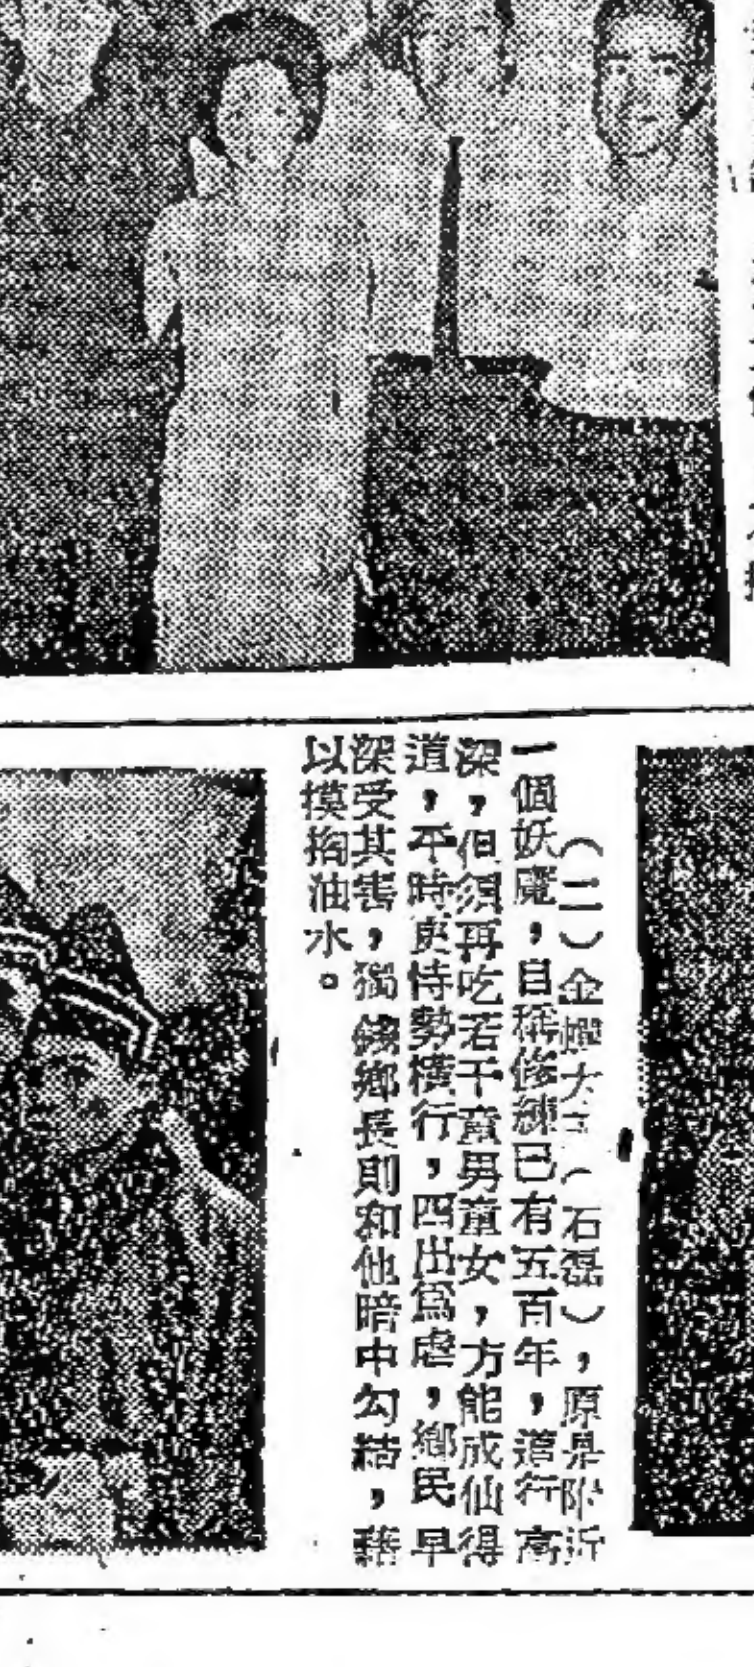 （二）金蟬大王（石磊），原是附近
一個妖魔，自稱修練已有五百年，道行高
深，但須再吃若干童男童女，方能成仙得
道，平時更恃勢橫行，四出為虐，鄉民早
深受其害，獨 鄉長則和他暗中勾結，藉
以摸掏油水。